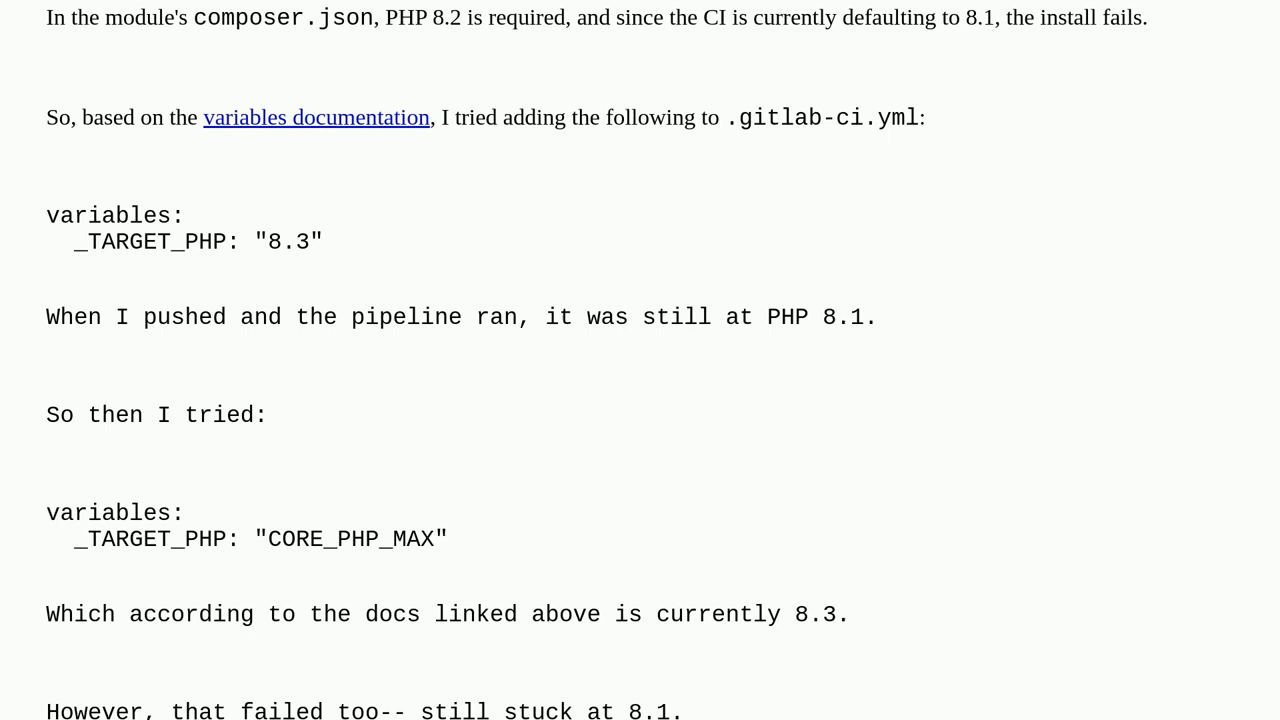 In the module's composer.json, PHP 8.2 is required, and since the CI is currently defaulting to 8.1, the install fails.
So, based on the variables documentation, I tried adding the following to .gitlab-ci.yml:
variables:
  _TARGET_PHP: "8.3"
When I pushed and the pipeline ran, it was still at PHP 8.1.
So then I tried:
variables:
  _TARGET_PHP: "CORE_PHP_MAX"
Which according to the docs linked above is currently 8.3.
However, that failed too-- still stuck at 8.1.